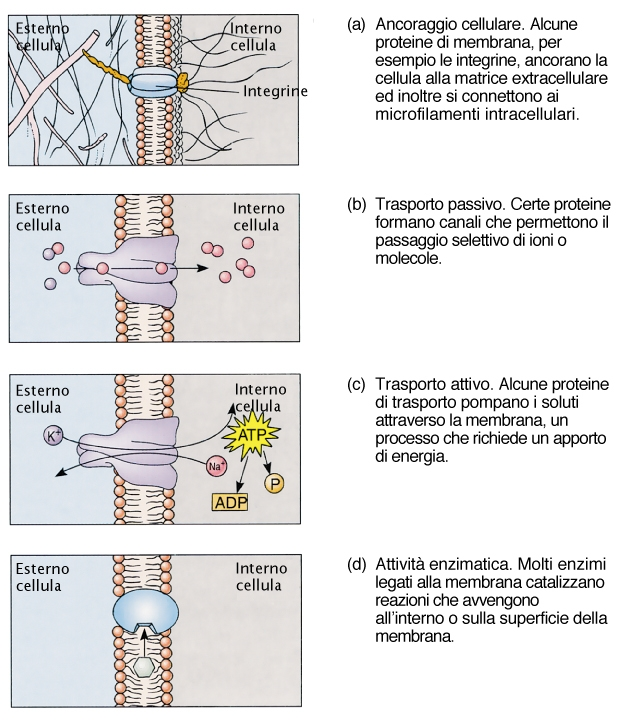 Esterno
cellula
Interno
cellula
Integrine
(a) Ancoraggio cellulare. Alcune
proteine di membrana, per
esempio le integrine, ancorano la
cellula alla matrice extracellulare
ed inoltre si connettono ai
microfilamenti intracellulari.
Esterno
cellula
Interno
cellula
(b) Trasporto passivo. Certe proteine
formano canali che permettono il
passaggio selettivo di ioni o
molecole.
Esterno
cellula
Interno
cellula
K+
ATP
Na+
P
ADP
(c) Trasporto attivo. Alcune proteine
di trasporto pompano i soluti
attraverso la membrana, un
processo che richiede un apporto
di energia.
Esterno
cellula
Interno
cellula
(d) Attività enzimatica. Molti enzimi
legati alla membrana catalizzano
reazioni che avvengono
all'interno o sulla superficie della
membrana.